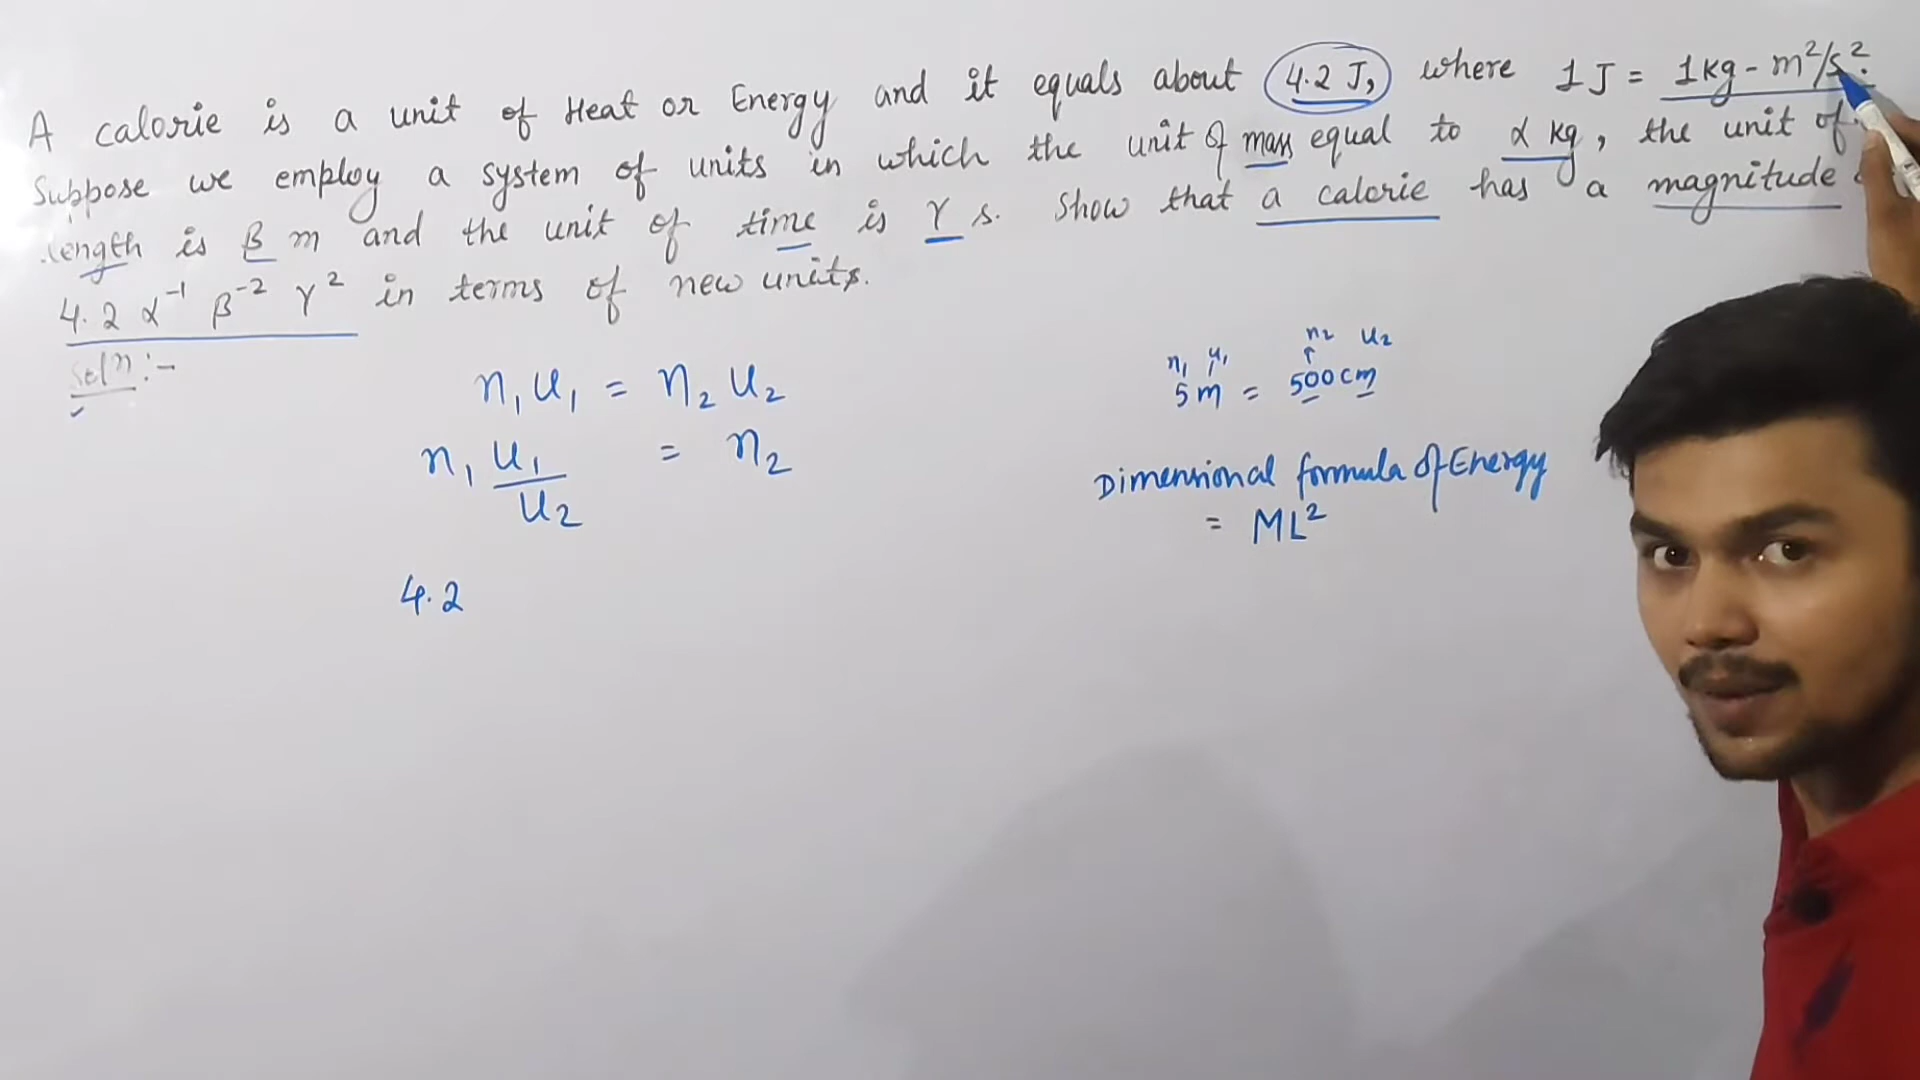 A calorie is a unit of Heat or Energy and it equals about 4.2 J, where 1 J = 1 kg - m²/s².
Suppose we employ a system of units in which the unit of mass equal to α kg, the unit of
length is β m and the unit of time is γ s. Show that a calorie has a magnitude
4.2 α⁻¹ β⁻² γ² in terms of new units.
Solⁿ:-
n₁ u₁ = n₂ u₂
n₁ u₁/u₂ = n₂
4.2
n₁ u₁ n₂ u₂
5 m = 500 cm
Dimensional formula of Energy
= ML²